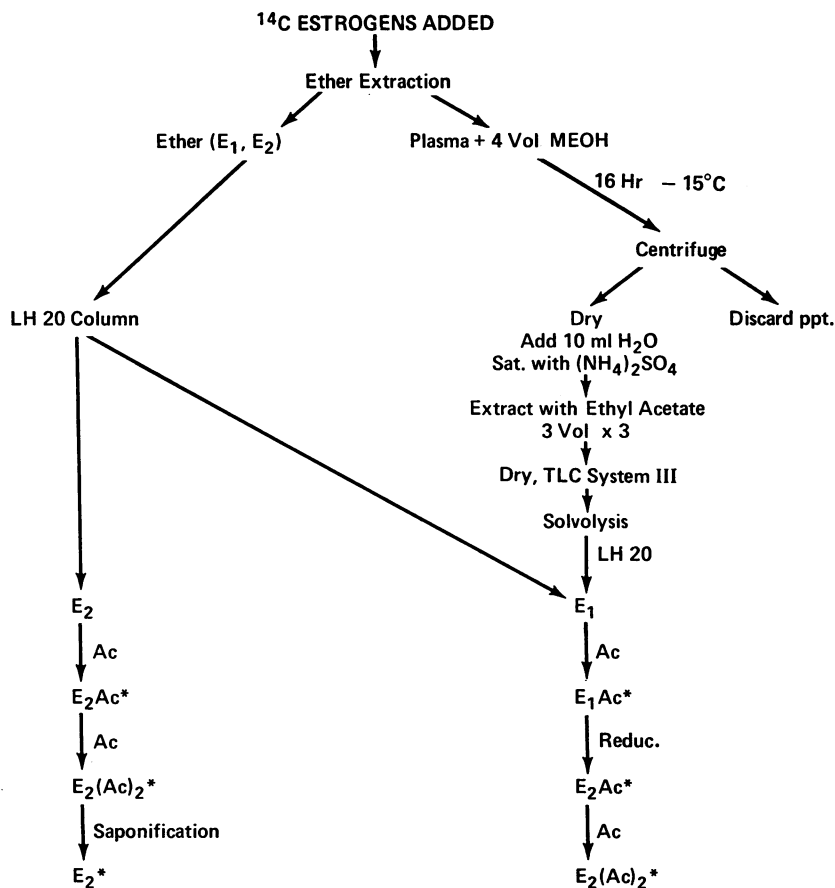 ¹⁴C ESTROGENS ADDED
Ether Extraction
Ether (E₁, E₂)
Plasma + 4 Vol MEOH
16 Hr – 15°C
Centrifuge
LH 20 Column
Dry
Discard ppt.
Add 10 ml H₂O
Sat. with (NH₄)₂SO₄
Extract with Ethyl Acetate
3 Vol x 3
Dry, TLC System III
Solvolysis
LH 20
E₂
E₁
Ac
Ac
E₂Ac*
E₁Ac*
Ac
Reduc.
E₂(Ac)₂*
E₂Ac*
Saponification
Ac
E₂*
E₂(Ac)₂*